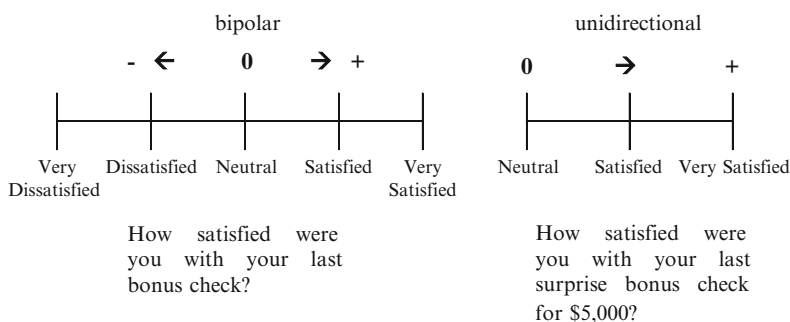 bipolar
- ← 0 → +
Very Dissatisfied
Dissatisfied
Neutral
Satisfied
Very Satisfied
How satisfied were
you with your last
bonus check?
unidirectional
0 → +
Neutral
Satisfied
Very Satisfied
How satisfied were
you with your last
surprise bonus check
for $5,000?